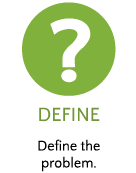 ?
DEFINE
Define the
problem.